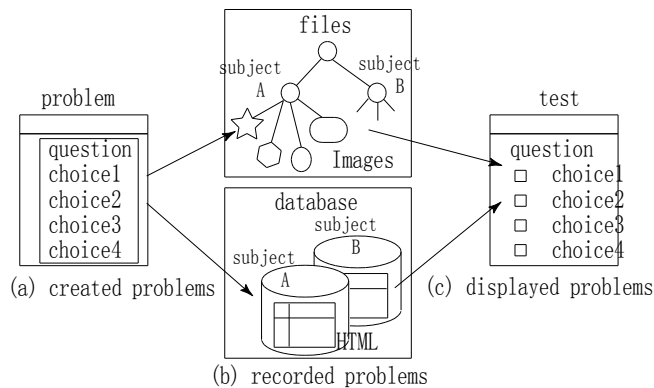 problem
question
choice1
choice2
choice3
choice4
(a) created problems
files
subject
A
subject
B
Images
database
subject
B
subject
A
HTML
(b) recorded problems
test
question
choice1
choice2
choice3
choice4
(c) displayed problems